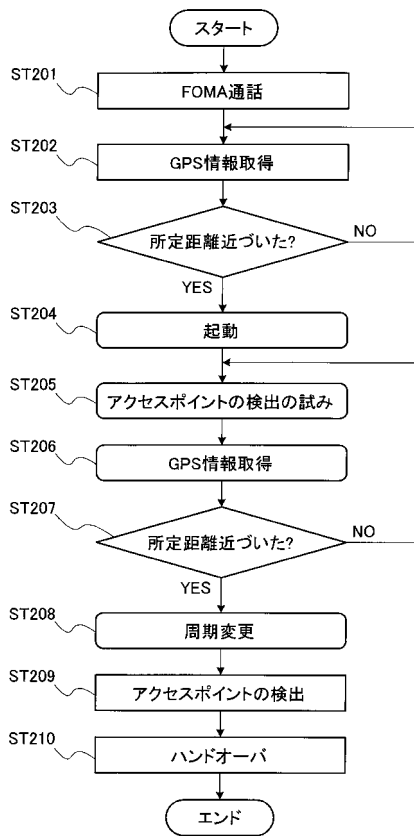 スタート
ST201
FOMA通話
ST202
GPS情報取得
ST203
所定距離近づいた?
NO
YES
ST204
起動
ST205
アクセスポイントの検出の試み
ST206
GPS情報取得
ST207
所定距離近づいた?
NO
YES
ST208
周期変更
ST209
アクセスポイントの検出
ST210
ハンドオーバ
エンド